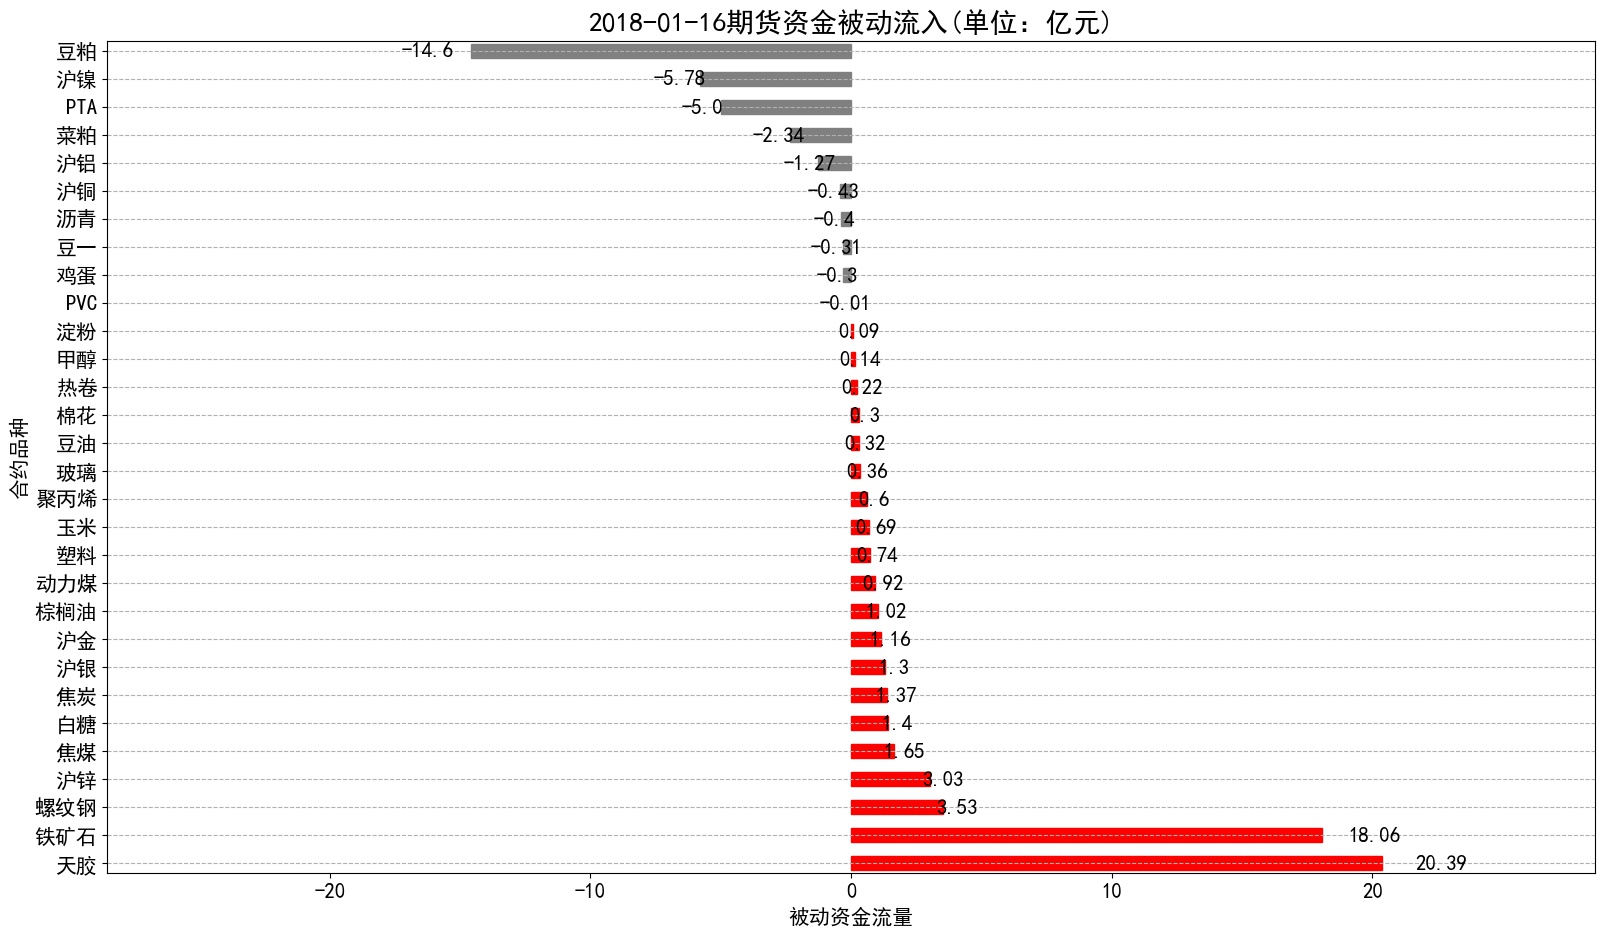 2018-01-16期货资金被动流入(单位：亿元)
合约品种
豆粕 -14.6
沪镍 -5.78
PTA -5.0
菜粕 -2.34
沪铝 -1.27
沪铜 -0.43
沥青 -0.4
豆一 -0.31
鸡蛋 -0.3
PVC -0.01
淀粉 0.09
甲醇 0.14
热卷 0.22
棉花 0.3
豆油 0.32
玻璃 0.36
聚丙烯 0.6
玉米 0.69
塑料 0.74
动力煤 0.92
棕榈油 1.02
沪金 1.16
沪银 1.3
焦炭 1.37
白糖 1.4
焦煤 1.65
沪锌 3.03
螺纹钢 3.53
铁矿石 18.06
天胶 20.39
-20 -10 0 10 20
被动资金流量